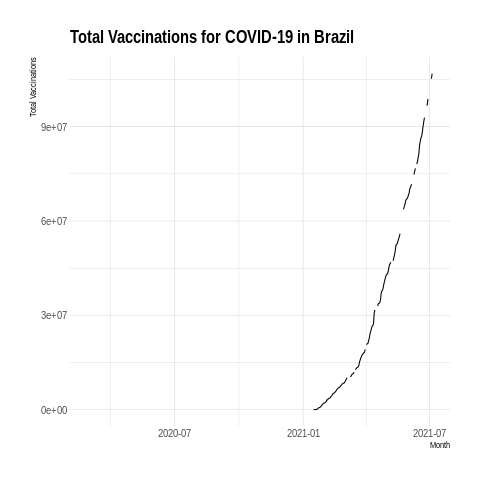 Total Vaccinations for COVID-19 in Brazil
Total Vaccinations
9e+07
6e+07
3e+07
0e+00
2020-07 2021-01 2021-07
Month